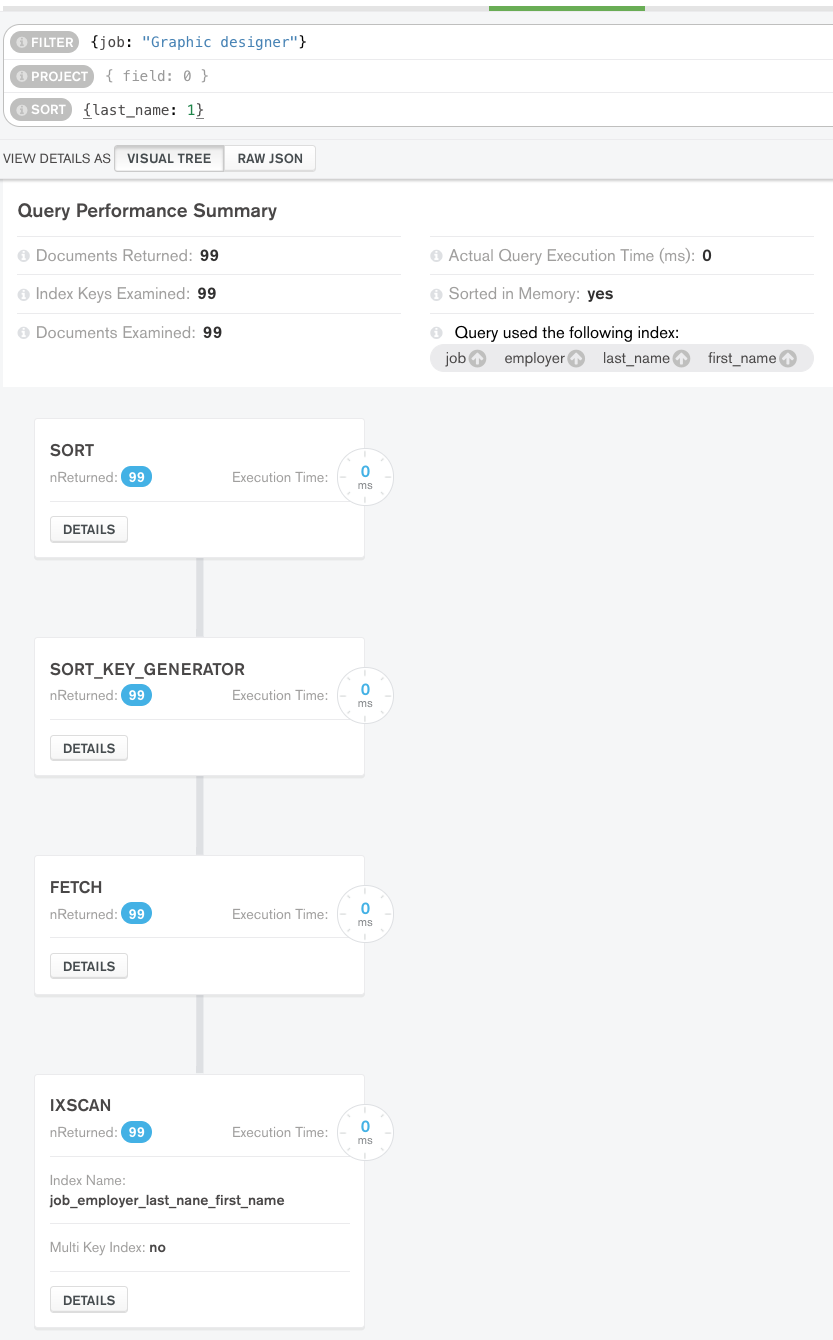 FILTER {job: "Graphic designer"}
PROJECT { field: 0 }
SORT {last_name: 1}
VIEW DETAILS AS VISUAL TREE RAW JSON
Query Performance Summary
Documents Returned: 99
Index Keys Examined: 99
Documents Examined: 99
Actual Query Execution Time (ms): 0
Sorted in Memory: yes
Query used the following index:
job employer last_name first_name
SORT
nReturned: 99 Execution Time: 0 ms
DETAILS
SORT_KEY_GENERATOR
nReturned: 99 Execution Time: 0 ms
DETAILS
FETCH
nReturned: 99 Execution Time: 0 ms
DETAILS
IXSCAN
nReturned: 99 Execution Time: 0 ms
Index Name:
job_employer_last_nane_first_name
Multi Key Index: no
DETAILS